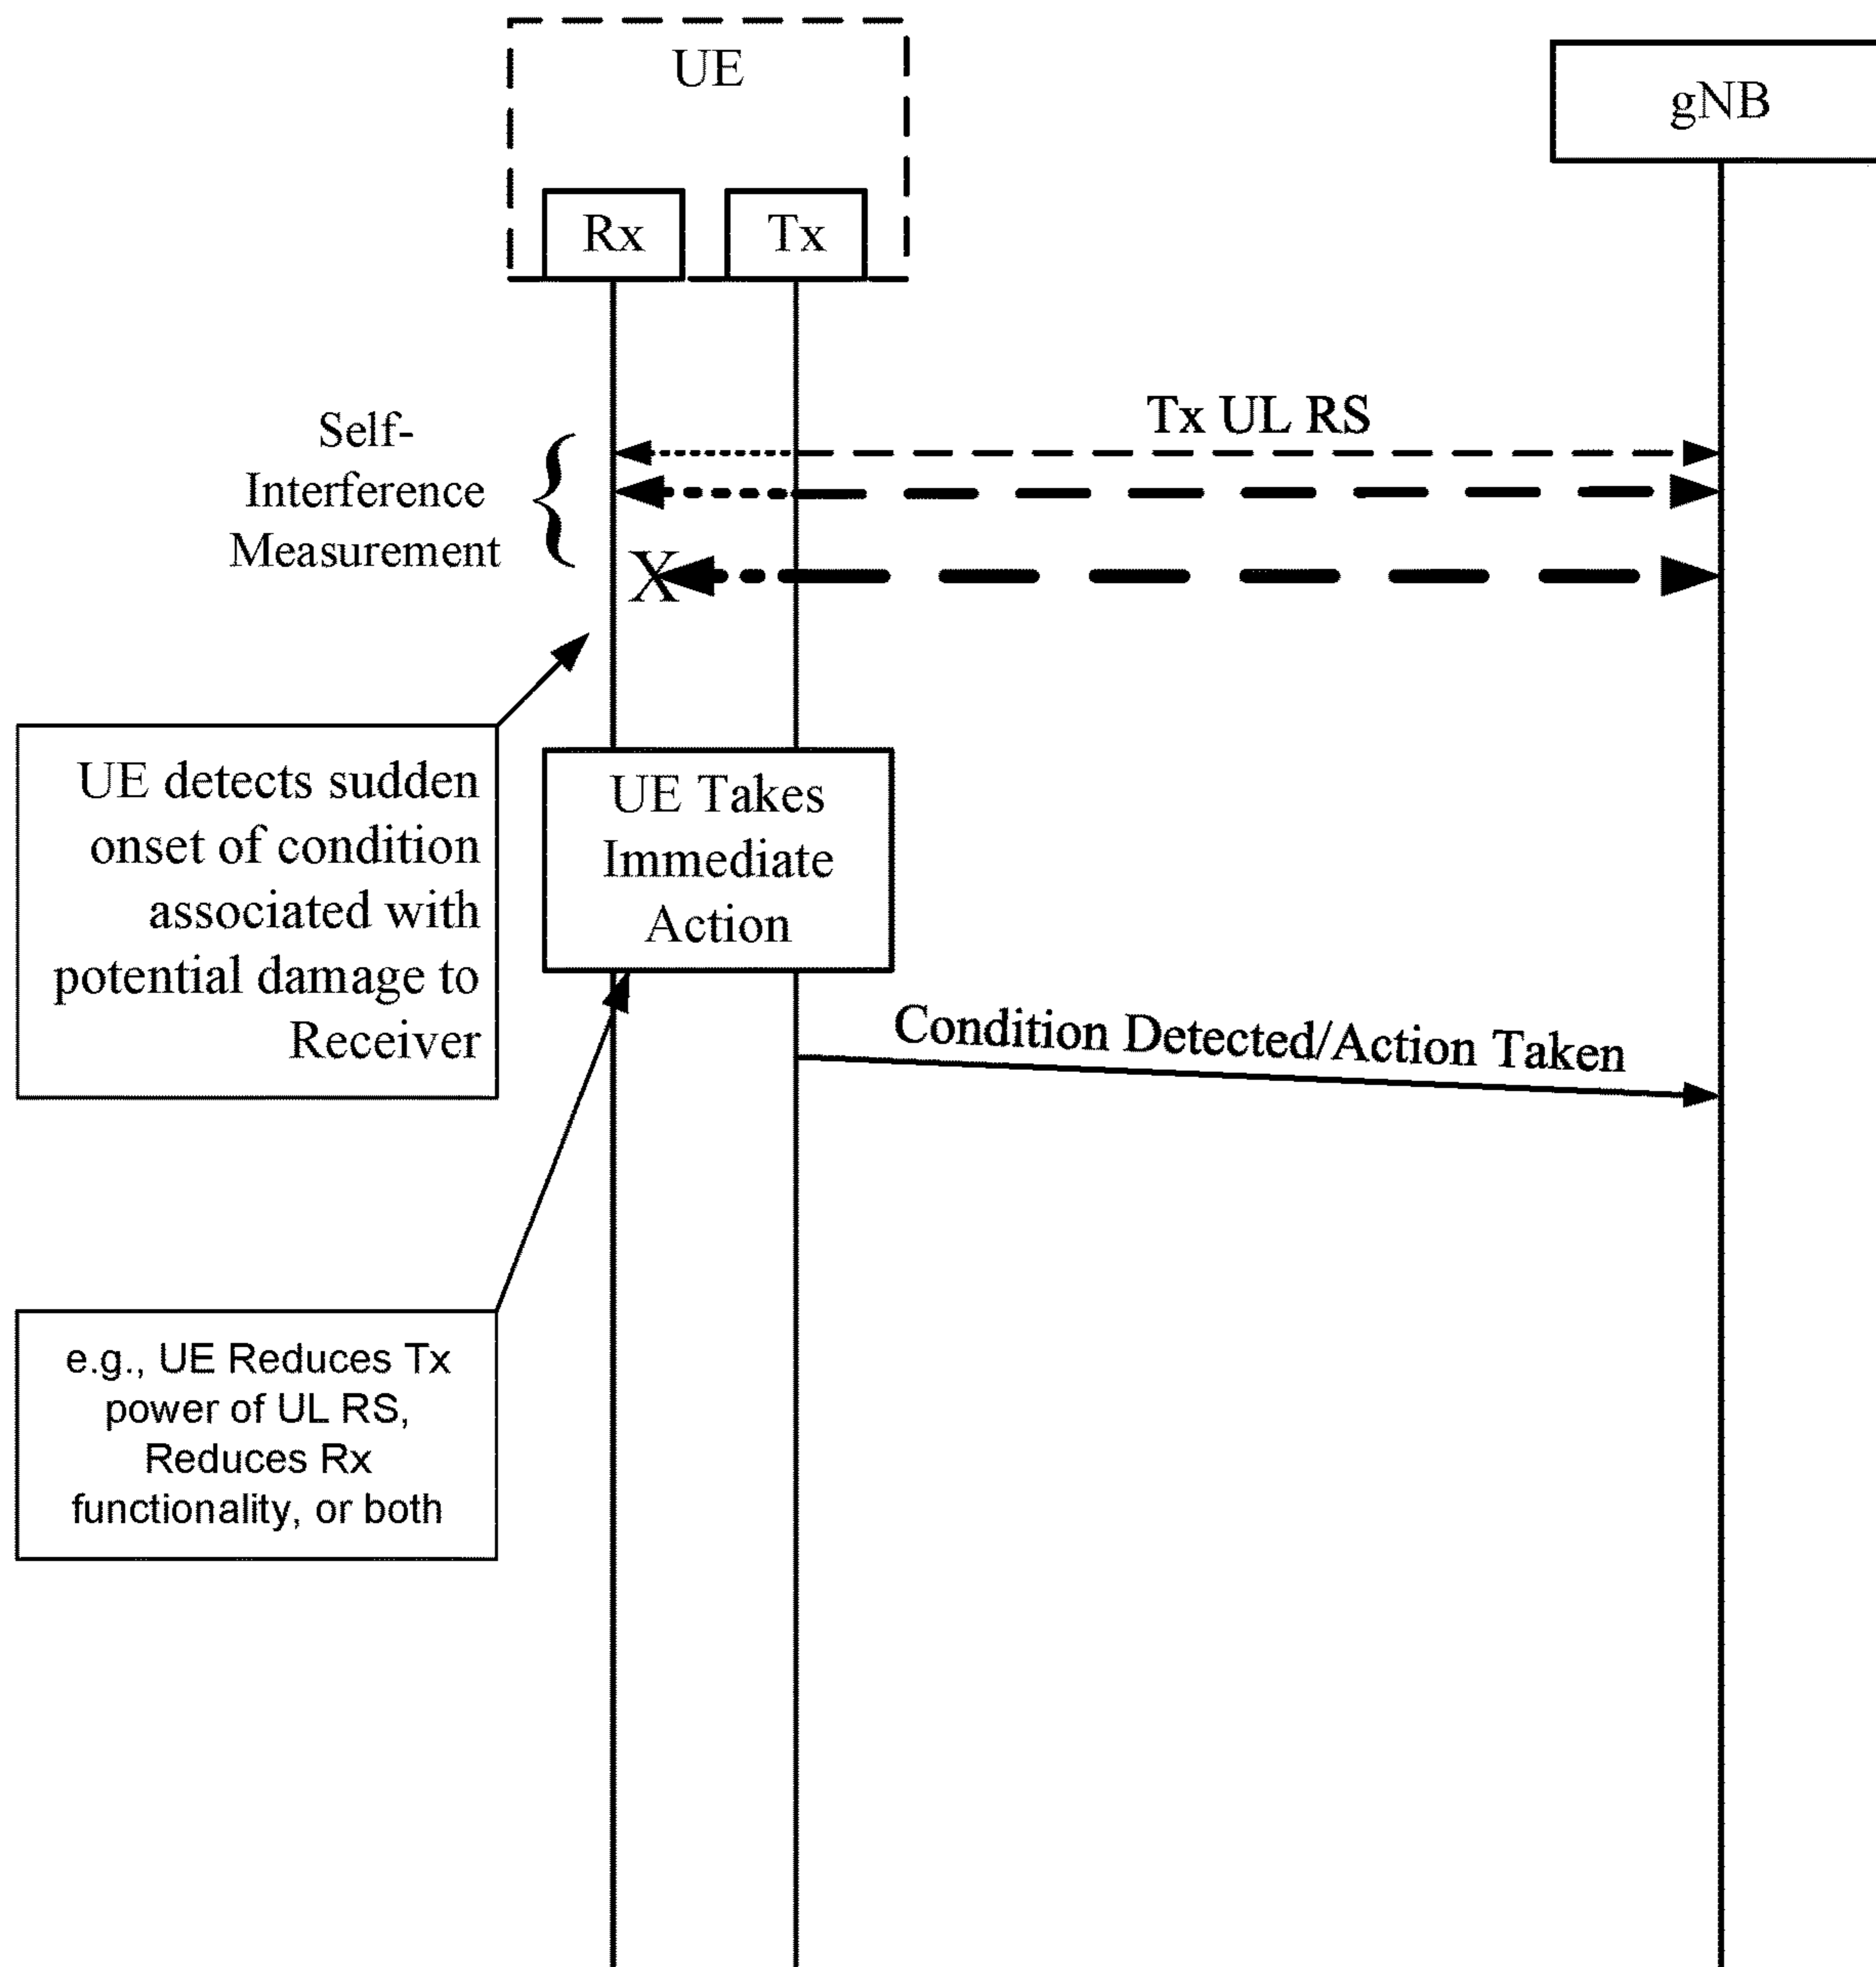 UE
gNB
Rx
Tx
Tx UL RS
Self-
Interference
Measurement
X
UE detects sudden
onset of condition
associated with
potential damage to
Receiver
UE Takes
Immediate
Action
Condition Detected/Action Taken
e.g., UE Reduces Tx
power of UL RS,
Reduces Rx
functionality, or both